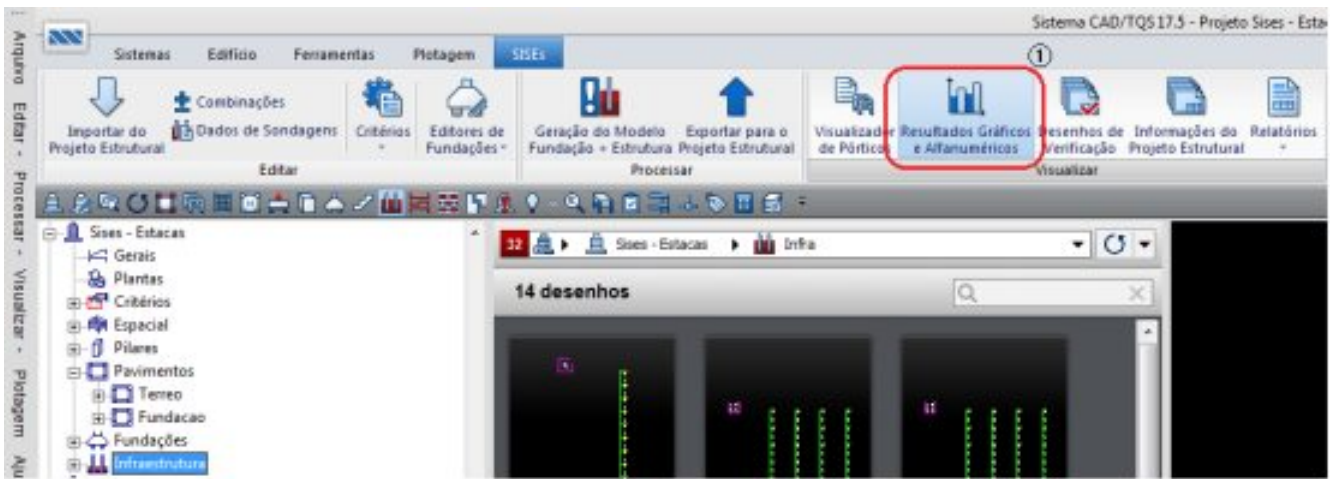 Sistema CAD/TQS 17.5 - Projeto Sises - Esta
Sistemas Edifício Ferramentas Plotagem SISEs
1
Importar do
Projeto Estrutural
Combinações
Dados de Sondagens
Critérios
Editores de
Fundações
Editar
Geração do Modelo
Fundação + Estrutura
Exportar para o
Projeto Estrutural
Processar
Visualizador
de Pórticos
Resultados Gráficos
e Alfanuméricos
Desenhos de
Verificação
Informações do
Projeto Estrutural
Relatórios
Visualizar
Arquivo Editar - Processar - Visualizar - Plotagem Aju
Sises - Estacas
Gerais
Plantas
Critérios
Espacial
Pilares
Pavimentos
Terreo
Fundacao
Fundações
Infraestrutura
32 Sises - Estacas Infra
14 desenhos